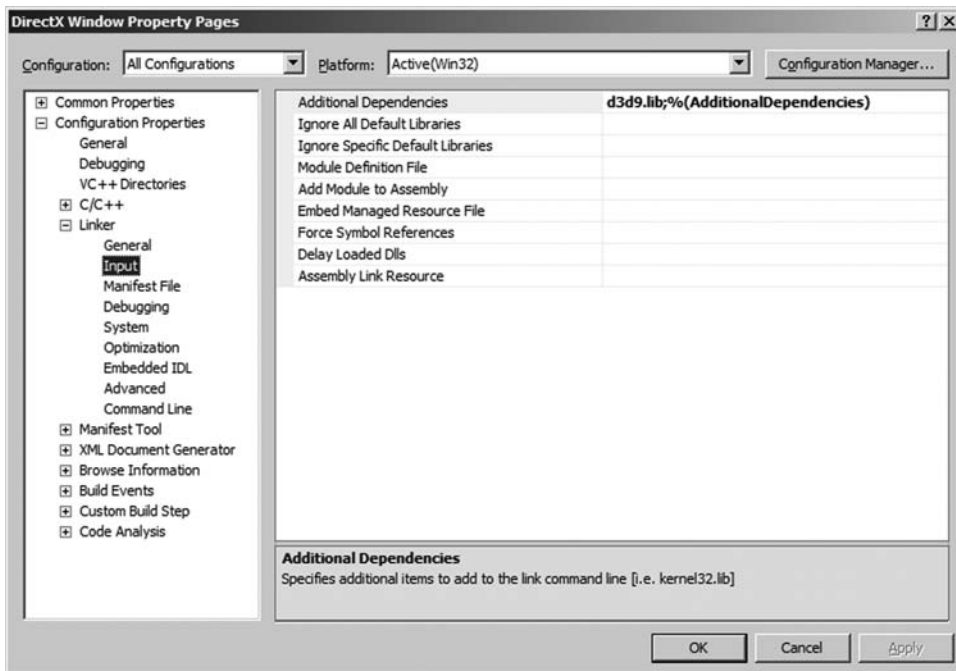 DirectX Window Property Pages
Configuration: All Configurations Platform: Active(Win32) Configuration Manager...
Common Properties
Configuration Properties
General
Debugging
VC++ Directories
C/C++
Linker
General
Input
Manifest File
Debugging
System
Optimization
Embedded IDL
Advanced
Command Line
Manifest Tool
XML Document Generator
Browse Information
Build Events
Custom Build Step
Code Analysis
Additional Dependencies d3d9.lib;%(AdditionalDependencies)
Ignore All Default Libraries
Ignore Specific Default Libraries
Module Definition File
Add Module to Assembly
Embed Managed Resource File
Force Symbol References
Delay Loaded Dlls
Assembly Link Resource
Additional Dependencies
Specifies additional items to add to the link command line [i.e. kernel32.lib]
OK Cancel Apply